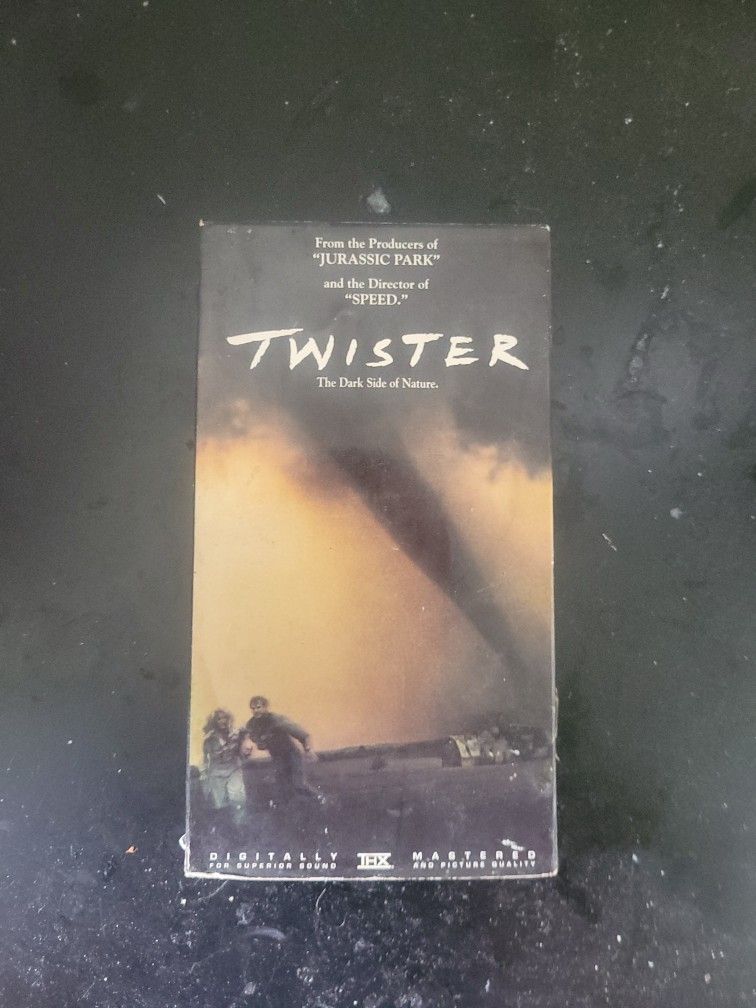 From the Producers of
"JURASSIC PARK"
and the Director of
"SPEED."
TWISTER
The Dark Side of Nature.
DIGITALLY THX MASTERED
FOR SUPERIOR SOUND AND PICTURE QUALITY